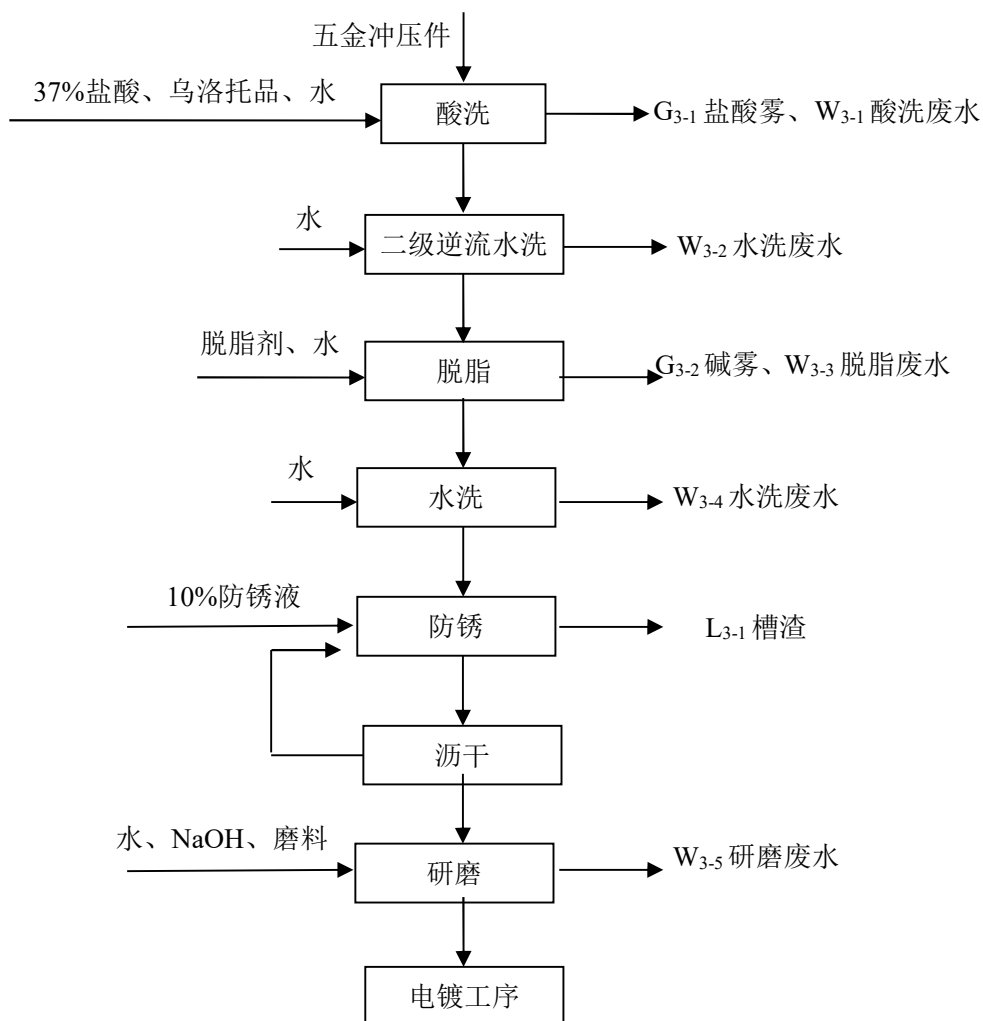 五金冲压件
37%盐酸、乌洛托品、水
酸洗
G3-1 盐酸雾、W3-1 酸洗废水
水
二级逆流水洗
W3-2 水洗废水
脱脂剂、水
脱脂
G3-2 碱雾、W3-3 脱脂废水
水
水洗
W3-4 水洗废水
10%防锈液
防锈
L3-1 槽渣
沥干
水、NaOH、磨料
研磨
W3-5 研磨废水
电镀工序